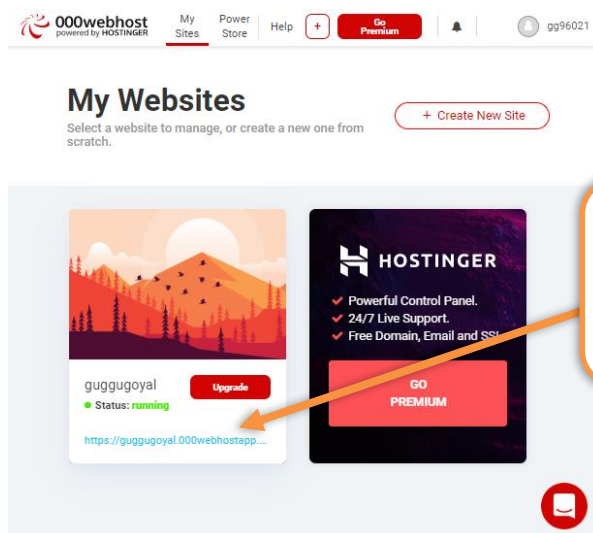 000webhost
powered by HOSTINGER
My Sites
Power Store
Help
+
Go Premium
gg96021
My Websites
Select a website to manage, or create a new one from
scratch.
+ Create New Site
guggugoyal
Upgrade
Status: running
https://guggugoyal.000webhostapp....
HOSTINGER
Powerful Control Panel.
24/7 Live Support.
Free Domain, Email and SSL
GO
PREMIUM